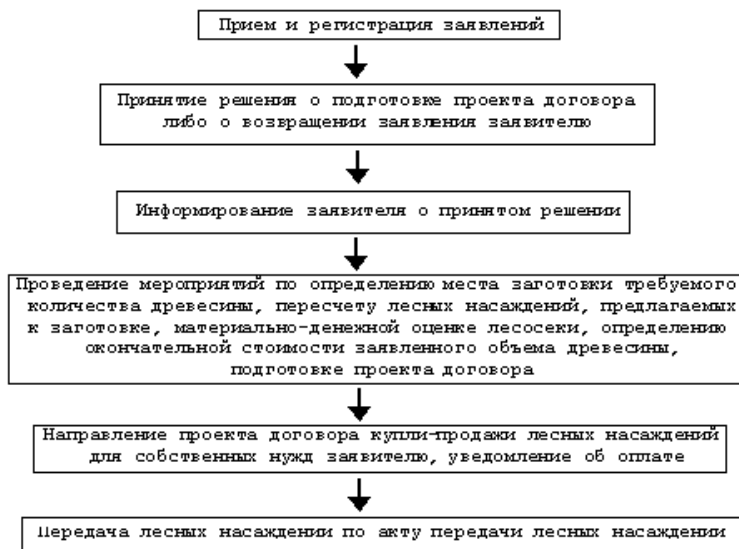 Прием и регистрация заявлений
Принятие решения о подготовке проекта договора
либо о возвращении заявления заявителю
Информирование заявителя о принятом решении
Проведение мероприятий по определению места заготовки требуемого
количества древесины, пересчету лесных насаждений, предлагаемых
к заготовке, материально-денежной оценке лесосеки, определению
окончательной стоимости заявленного объема древесины,
подготовке проекта договора
Направление проекта договора купли-продажи лесных насаждений
для собственных нужд заявителю, уведомление об оплате
Передача лесных насаждении по акту передачи лесных насаждении